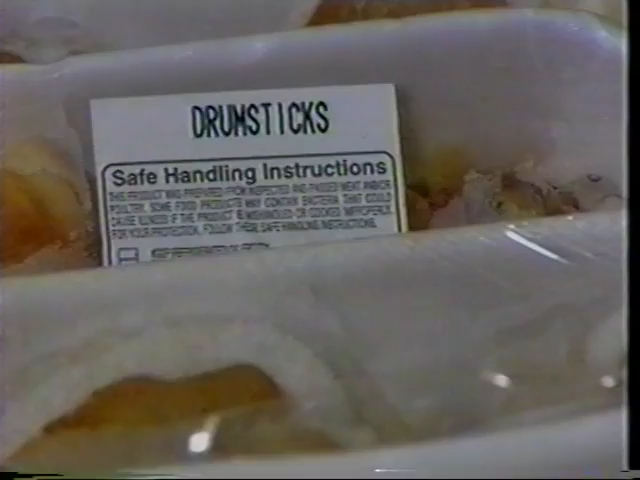 DRUMSTICKS
Safe Handling Instructions
THIS PRODUCT WAS PREPARED FROM INSPECTED AND PASSED MEAT AND/OR
POULTRY. SOME FOOD PRODUCTS MAY CONTAIN BACTERIA THAT COULD
CAUSE ILLNESS IF THE PRODUCT IS MISHANDLED OR COOKED IMPROPERLY.
FOR YOUR PROTECTION, FOLLOW THESE SAFE HANDLING INSTRUCTIONS.